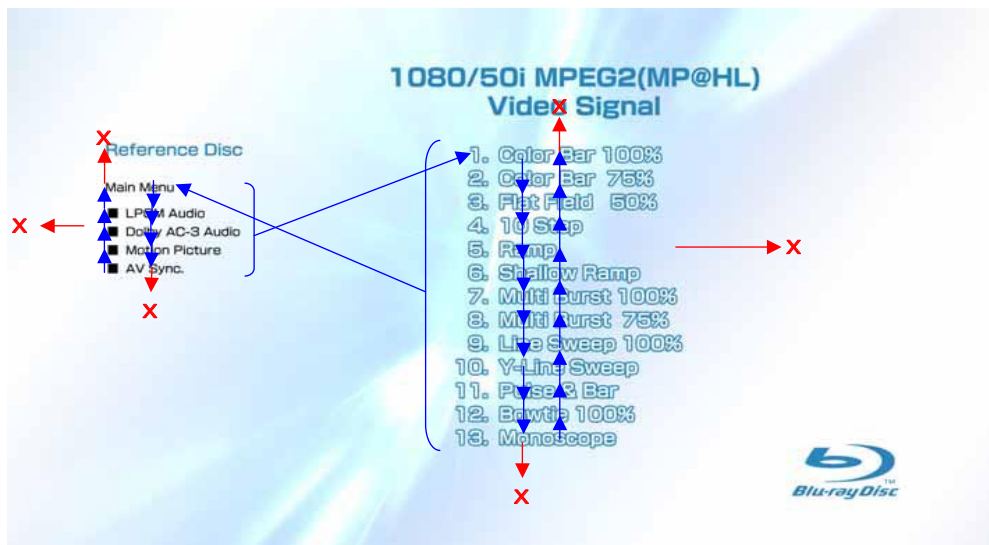 1080/50i MPEG2(MP@HL)
Video Signal
X
X
Reference Disc
Main Menu
■ LPCM Audio
■ Dolby AC-3 Audio
■ Motion Picture
■ AV Sync.
X
X
1. Color Bar 100%
2. Color Bar 75%
3. Flat Field 50%
4. 10 Step
5. Ramp
6. Shallow Ramp
7. Multi Burst 100%
8. Multi Burst 75%
9. Line Sweep 100%
10. Y-Line Sweep
11. Pulse & Bar
12. Bowtie 100%
13. Monoscope
X
X
Blu-ray Disc
TM